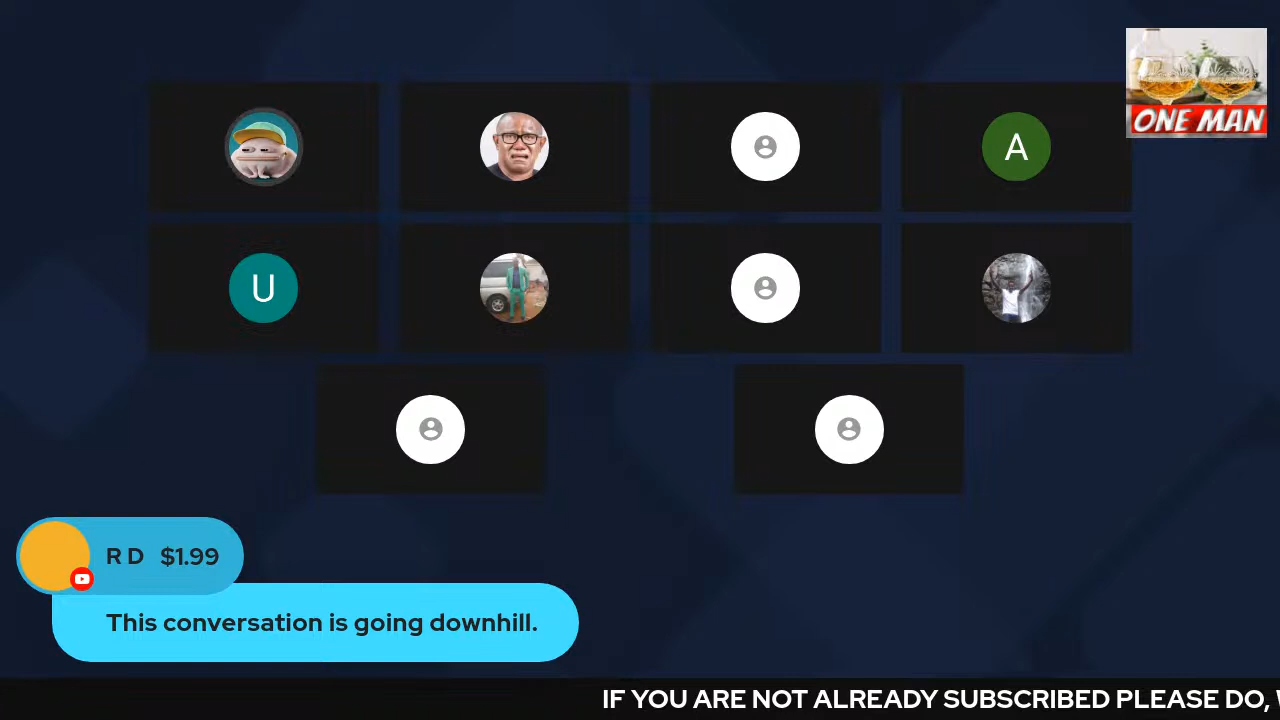 ONE MAN
A
U
R D $1.99
This conversation is going downhill.
IF YOU ARE NOT ALREADY SUBSCRIBED PLEASE DO,